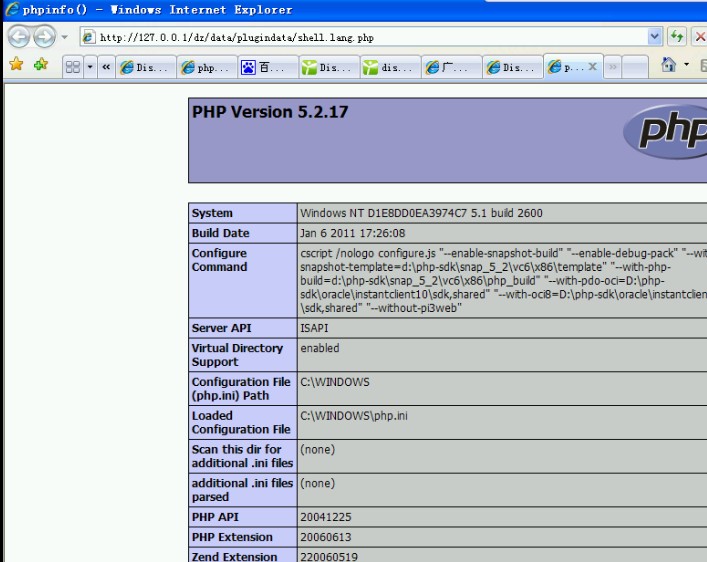 phpinfo() - Windows Internet Explorer
http://127.0.0.1/dz/data/plugindata/shell.lang.php
Dis... php... 百... Dis... dis... 广... Dis... p... X
PHP Version 5.2.17
php
System Windows NT D1E8DD0EA3974C7 5.1 build 2600
Build Date Jan 6 2011 17:26:08
Configure Command cscript /nologo configure.js "--enable-snapshot-build" "--enable-debug-pack" "--wit
snapshot-template=d:\php-sdk\snap_5_2\vc6\x86\template" "--with-php-
build=d:\php-sdk\snap_5_2\vc6\x86\php_build" "--with-pdo-oci=D:\php-
sdk\oracle\instantclient10\sdk,shared" "--with-oci8=D:\php-sdk\oracle\instantclien
\sdk,shared" "--without-pi3web"
Server API ISAPI
Virtual Directory Support enabled
Configuration File (php.ini) Path C:\WINDOWS
Loaded Configuration File C:\WINDOWS\php.ini
Scan this dir for additional .ini files (none)
additional .ini files parsed (none)
PHP API 20041225
PHP Extension 20060613
Zend Extension 220060519